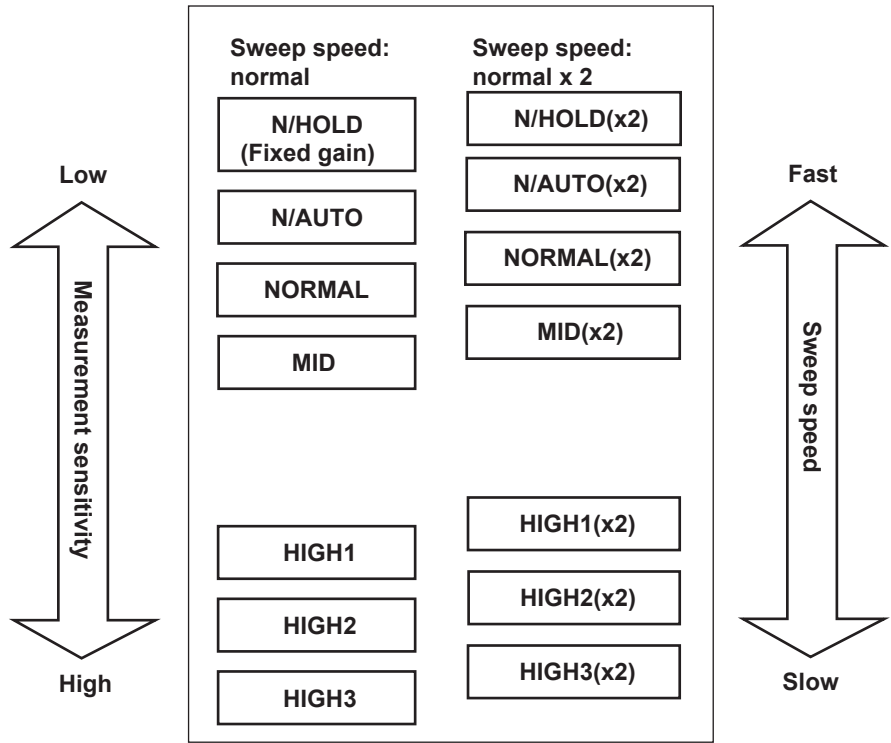 Sweep speed:
normal
Sweep speed:
normal x 2
N/HOLD
(Fixed gain)
N/HOLD(x2)
N/AUTO
N/AUTO(x2)
NORMAL
NORMAL(x2)
MID
MID(x2)
HIGH1
HIGH1(x2)
HIGH2
HIGH2(x2)
HIGH3
HIGH3(x2)
Low
Measurement sensitivity
High
Fast
Sweep speed
Slow